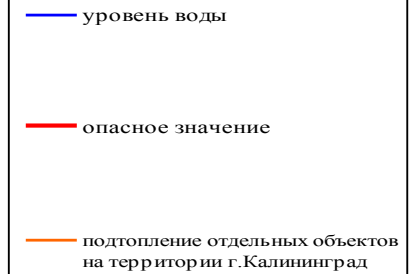 уровень воды
опасное значение
подтопление отдельных объектов
на территории г.Калининград